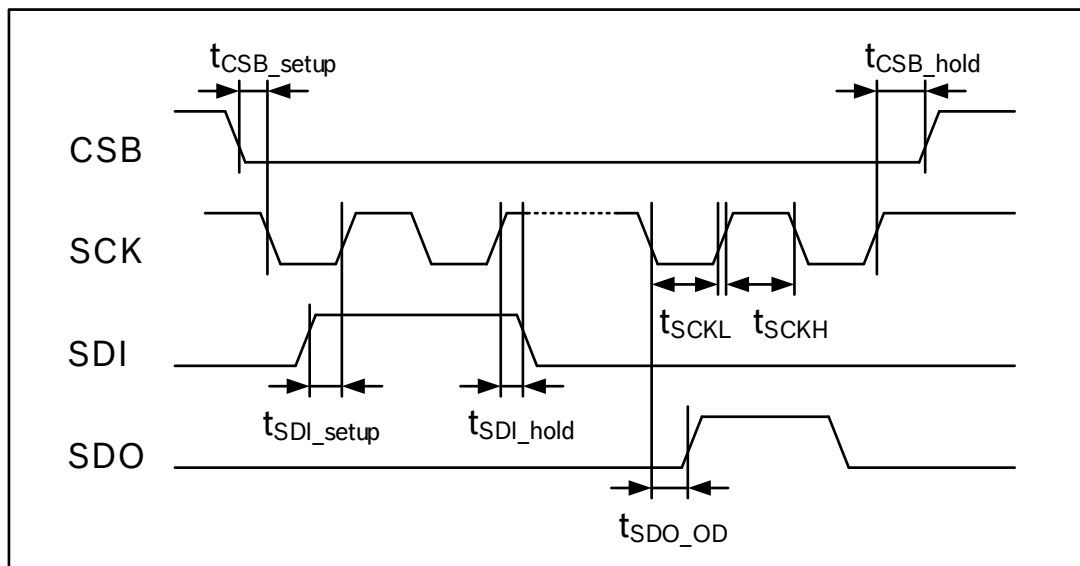 tCSB_setup
tCSB_hold
CSB
SCK
tSCKL
tSCKH
SDI
tSDI_setup
tSDI_hold
SDO
tSDO_OD